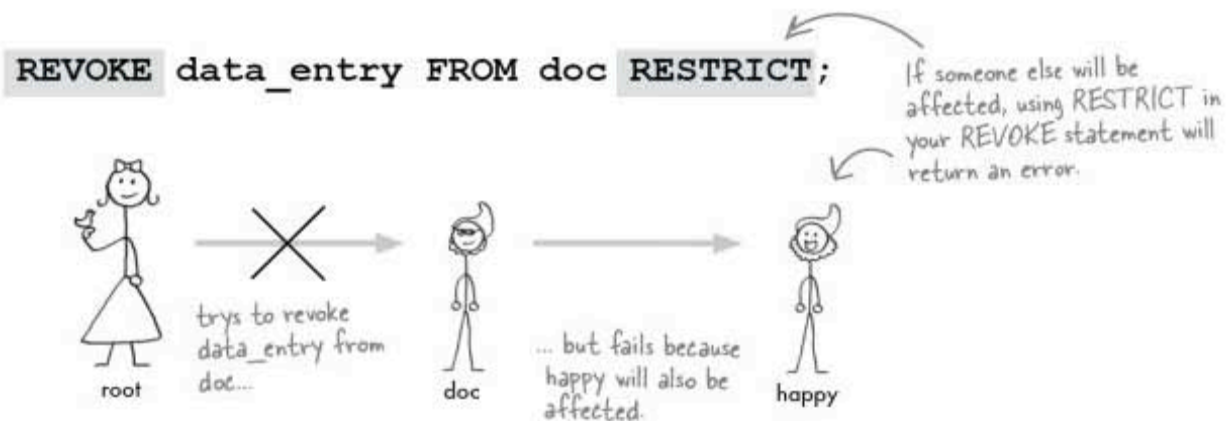 REVOKE data_entry FROM doc RESTRICT;
If someone else will be
affected, using RESTRICT in
your REVOKE statement will
return an error.
trys to revoke
data_entry from
doc...
... but fails because
happy will also be
affected.
root
doc
happy